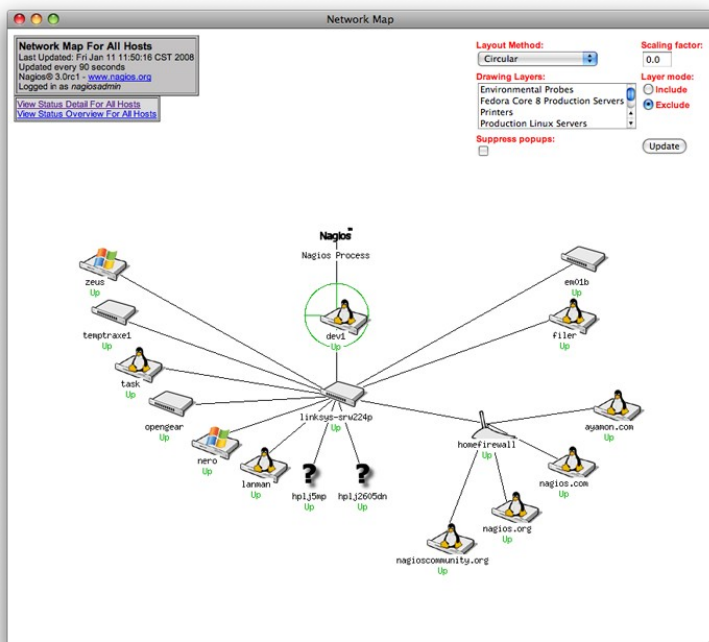 Network Map
Network Map For All Hosts
Last Updated: Fri Jan 11 11:50:16 CST 2008
Updated every 90 seconds
Nagios® 3.0rc1 - www.nagios.org
Logged in as nagiosadmin
View Status Detail For All Hosts
View Status Overview For All Hosts
Layout Method:
Circular
Scaling factor:
0.0
Drawing Layers:
Environmental Probes
Fedora Core 8 Production Servers
Printers
Production Linux Servers
Layer mode:
Include
Exclude
Suppress popups:
Update
Nagios™
Nagios Process
zeus
Up
em01b
Up
temptraxe1
Up
dev1
Up
filer
Up
task
Up
opengear
Up
linksys-srw224p
Up
ayamon.com
Up
nero
Up
homefirewall
Up
lanman
Up
hplj5mp
Up
hplj2605dn
Up
nagios.com
Up
nagios.org
Up
nagioscommunity.org
Up